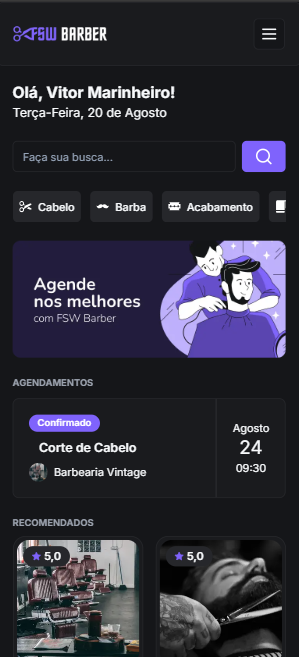 FSW BARBER
Olá, Vitor Marinheiro!
Terça-Feira, 20 de Agosto
Faça sua busca...
Cabelo
Barba
Acabamento
Agende
nos melhores
com FSW Barber
AGENDAMENTOS
Confirmado
Corte de Cabelo
Barbearia Vintage
Agosto
24
09:30
RECOMENDADOS
5,0
5,0